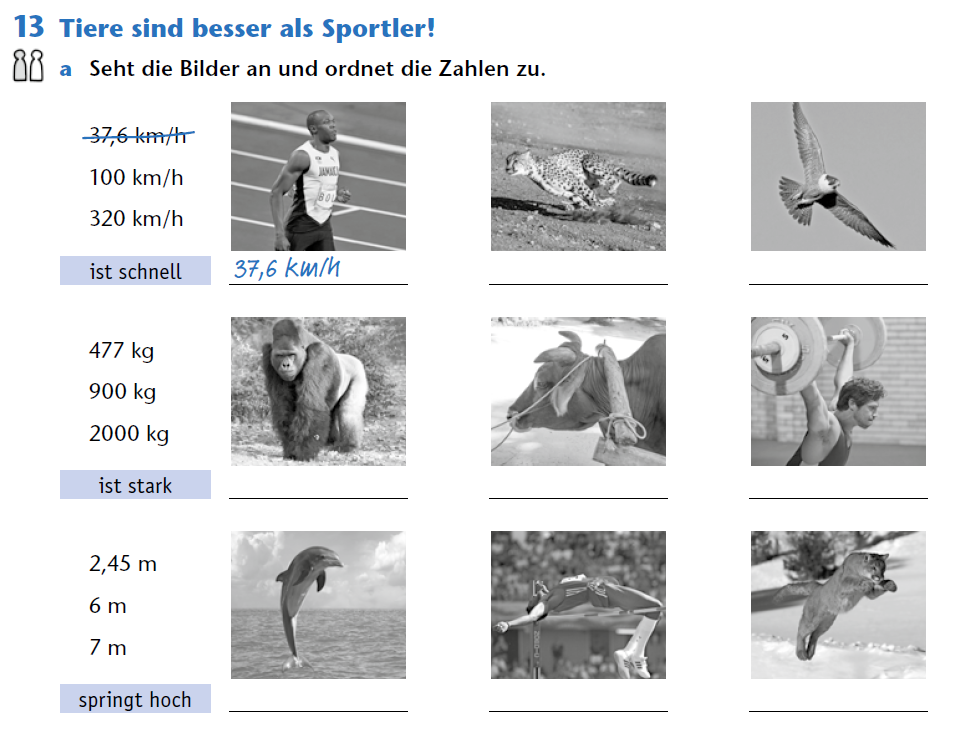 13 Tiere sind besser als Sportler!
a Seht die Bilder an und ordnet die Zahlen zu.
37,6 km/h
100 km/h
320 km/h
JAMAICA
BOL
ist schnell 37,6 km/h
477 kg
900 kg
2000 kg
ist stark
2,45 m
6 m
7 m
springt hoch